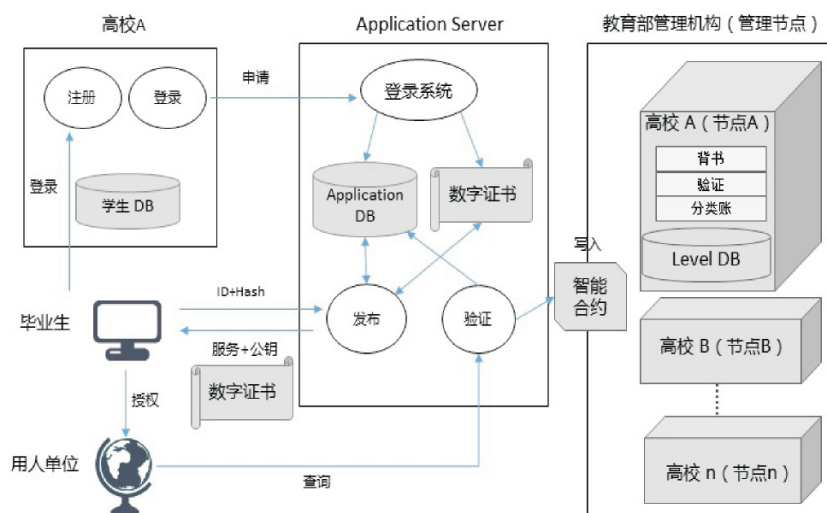 高校A
Application Server
教育部管理机构（管理节点）
注册
登录
申请
登录系统
登录
学生 DB
Application
DB
数字证书
高校 A（节点A）
背书
验证
分类账
Level DB
写入
智能
合约
毕业生
ID+Hash
服务+公钥
发布
验证
数字证书
授权
用人单位
查询
高校 B（节点B）
高校 n（节点n）